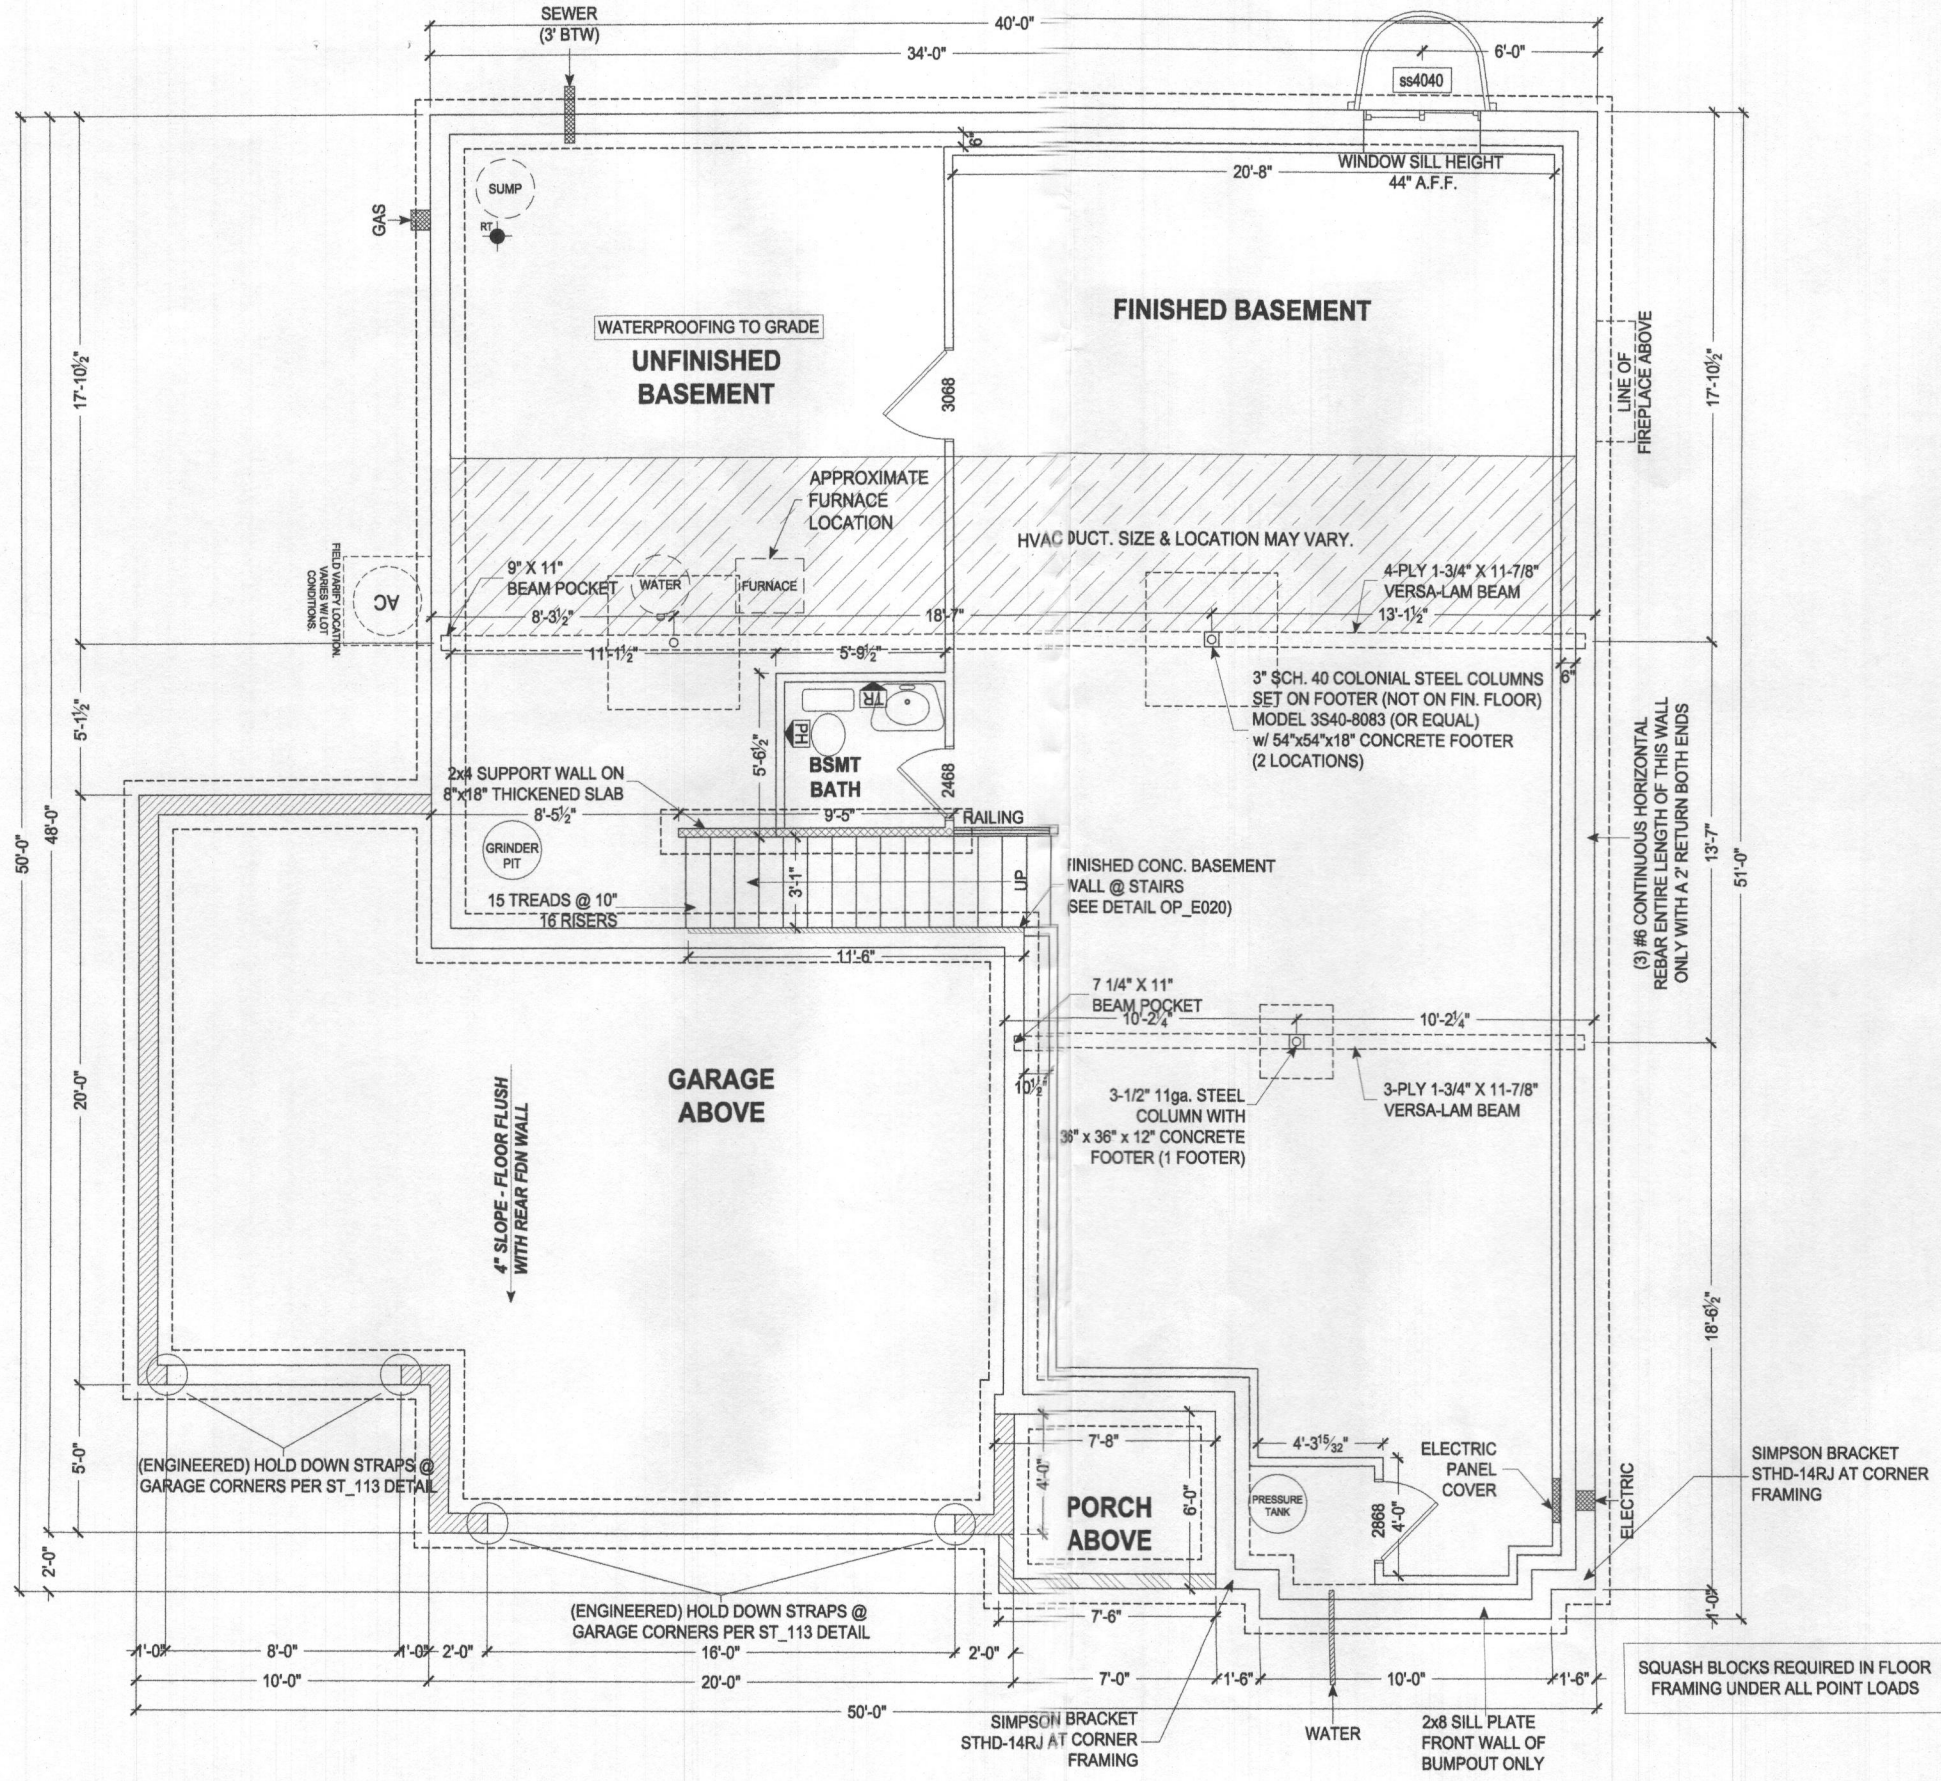 SEWER
(3' BTW)
40'-0"
34'-0"
6'-0"
ss4040
WINDOW SILL HEIGHT
44" A.F.F.
6"
20'-8"
SUMP
RT
GAS
WATERPROOFING TO GRADE
UNFINISHED
BASEMENT
FINISHED BASEMENT
3068
LINE OF
FIREPLACE ABOVE
17'-10½"
17'-10½"
APPROXIMATE
FURNACE
LOCATION
HVAC DUCT. SIZE & LOCATION MAY VARY.
FIELD VARIFY LOCATION.
VARIES W/ LOT
CONDITIONS.
AC
9" X 11"
BEAM POCKET
WATER
FURNACE
4-PLY 1-3/4" X 11-7/8"
VERSA-LAM BEAM
8'-3½"
18'-7"
13'-1½"
11'-1½"
5'-9½"
6"
3" SCH. 40 COLONIAL STEEL COLUMNS
SET ON FOOTER (NOT ON FIN. FLOOR)
MODEL 3S40-8083 (OR EQUAL)
w/ 54"x54"x18" CONCRETE FOOTER
(2 LOCATIONS)
5'-1½"
5'-6½"
TR
PH
BSMT
BATH
2468
2x4 SUPPORT WALL ON
8"x18" THICKENED SLAB
8'-5½"
9'-5"
RAILING
GRINDER
PIT
3'-1"
UP
15 TREADS @ 10"
16 RISERS
FINISHED CONC. BASEMENT
WALL @ STAIRS
(SEE DETAIL OP_E020)
11'-6"
50'-0"
48'-0"
13'-7"
51'-0"
(3) #6 CONTINUOUS HORIZONTAL
REBAR ENTIRE LENGTH OF THIS WALL
ONLY WITH A 2' RETURN BOTH ENDS
7 1/4" X 11"
BEAM POCKET
10'-2¼"
10'-2¼"
10½"
3-1/2" 11ga. STEEL
COLUMN WITH
36" x 36" x 12" CONCRETE
FOOTER (1 FOOTER)
3-PLY 1-3/4" X 11-7/8"
VERSA-LAM BEAM
GARAGE
ABOVE
20'-0"
4" SLOPE - FLOOR FLUSH
WITH REAR FDN WALL
18'-6½"
5'-0"
(ENGINEERED) HOLD DOWN STRAPS @
GARAGE CORNERS PER ST_113 DETAIL
7'-8"
4'-0"
6'-0"
PORCH
ABOVE
4'-3 15/32"
PRESSURE
TANK
2868
4'-0"
ELECTRIC
PANEL
COVER
ELECTRIC
SIMPSON BRACKET
STHD-14RJ AT CORNER
FRAMING
2'-0"
1'-0"
(ENGINEERED) HOLD DOWN STRAPS @
GARAGE CORNERS PER ST_113 DETAIL
7'-6"
1'-0"
8'-0"
1'-0"
2'-0"
16'-0"
2'-0"
10'-0"
20'-0"
7'-0"
1'-6"
10'-0"
1'-6"
50'-0"
SQUASH BLOCKS REQUIRED IN FLOOR
FRAMING UNDER ALL POINT LOADS
SIMPSON BRACKET
STHD-14RJ AT CORNER
FRAMING
WATER
2x8 SILL PLATE
FRONT WALL OF
BUMPOUT ONLY